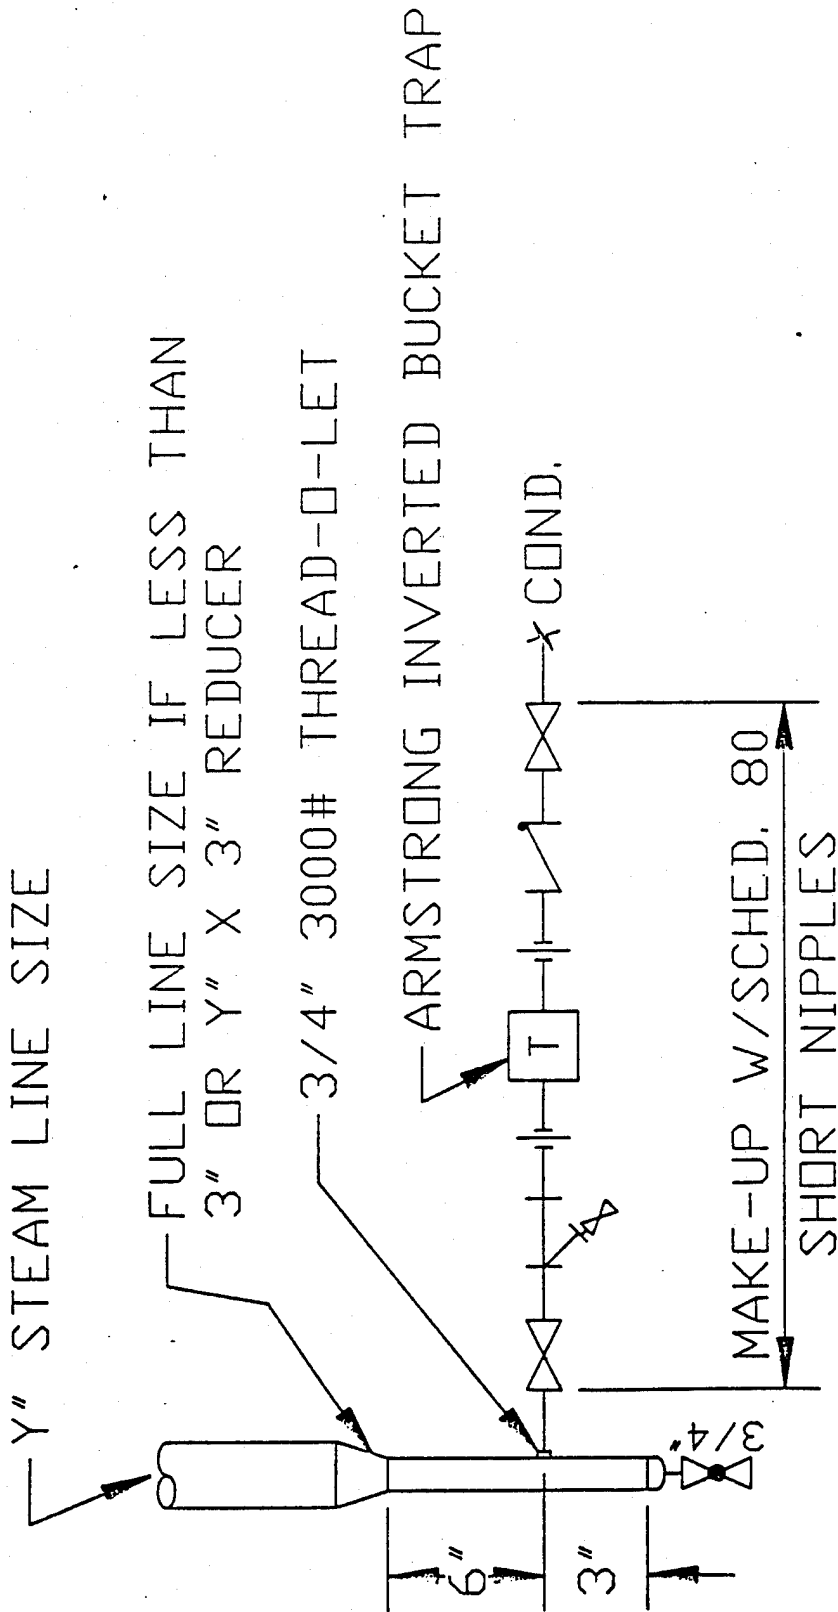 Y" STEAM LINE SIZE
FULL LINE SIZE IF LESS THAN
3" OR Y" X 3" REDUCER
3/4" 3000# THREAD-O-LET
ARMSTRONG INVERTED BUCKET TRAP
T
COND.
MAKE-UP W/SCHED. 80
SHORT NIPPLES
3/4"
6"
3"